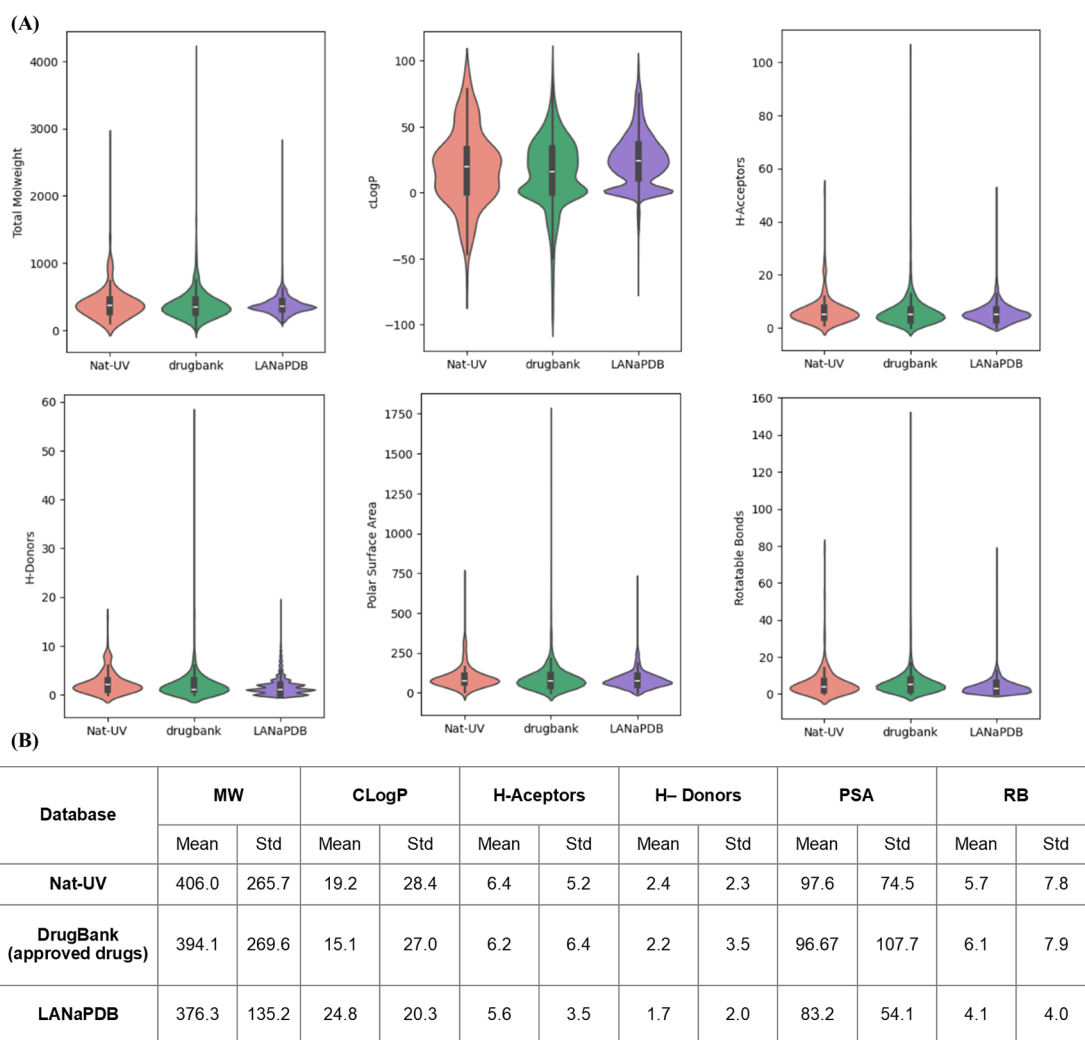 (A)
Total Molweight
4000
3000
2000
1000
0
Nat-UV drugbank LANaPDB
cLogP
100
50
0
−50
−100
Nat-UV drugbank LANaPDB
H-Acceptors
100
80
60
40
20
0
Nat-UV drugbank LANaPDB
H-Donors
60
50
40
30
20
10
0
Nat-UV drugbank LANaPDB
Polar Surface Area
1750
1500
1250
1000
750
500
250
0
Nat-UV drugbank LANaPDB
Rotatable Bonds
160
140
120
100
80
60
40
20
0
Nat-UV drugbank LANaPDB
(B)
Database MW CLogP H-Aceptors H– Donors PSA RB
Mean Std Mean Std Mean Std Mean Std Mean Std Mean Std
Nat-UV 406.0 265.7 19.2 28.4 6.4 5.2 2.4 2.3 97.6 74.5 5.7 7.8
DrugBank
(approved drugs) 394.1 269.6 15.1 27.0 6.2 6.4 2.2 3.5 96.67 107.7 6.1 7.9
LANaPDB 376.3 135.2 24.8 20.3 5.6 3.5 1.7 2.0 83.2 54.1 4.1 4.0